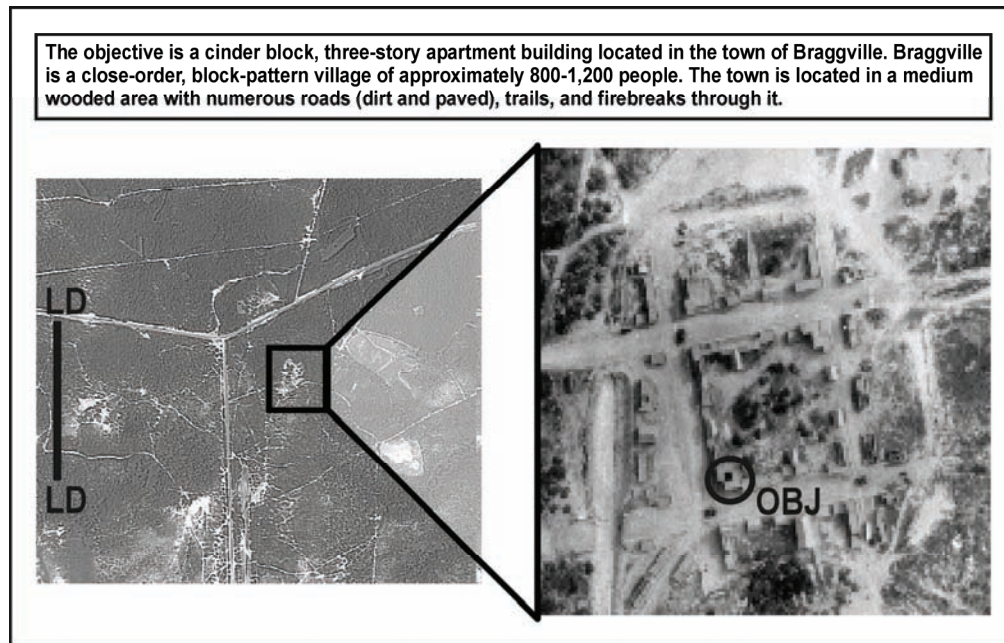 The objective is a cinder block, three-story apartment building located in the town of Braggville. Braggville
is a close-order, block-pattern village of approximately 800-1,200 people. The town is located in a medium
wooded area with numerous roads (dirt and paved), trails, and firebreaks through it.
LD
LD
OBJ